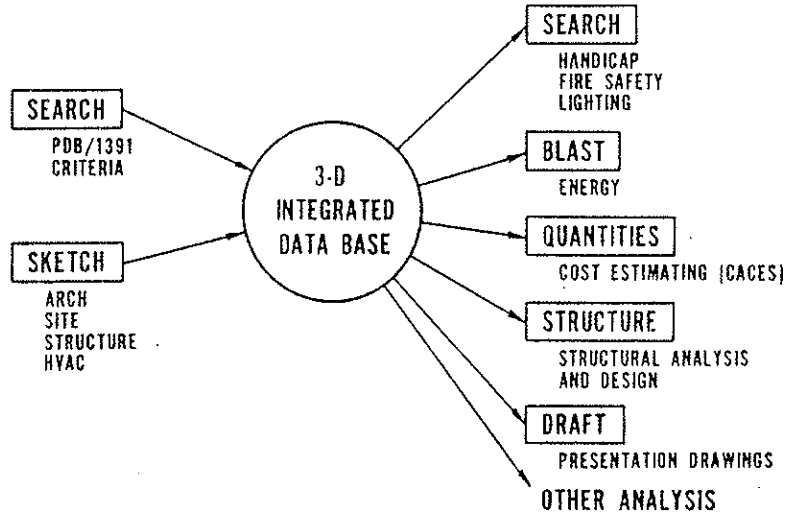 SEARCH
PDB/1391
CRITERIA
SKETCH
ARCH
SITE
STRUCTURE
HVAC
3-D
INTEGRATED
DATA BASE
SEARCH
HANDICAP
FIRE SAFETY
LIGHTING
BLAST
ENERGY
QUANTITIES
COST ESTIMATING (CACES)
STRUCTURE
STRUCTURAL ANALYSIS
AND DESIGN
DRAFT
PRESENTATION DRAWINGS
OTHER ANALYSIS